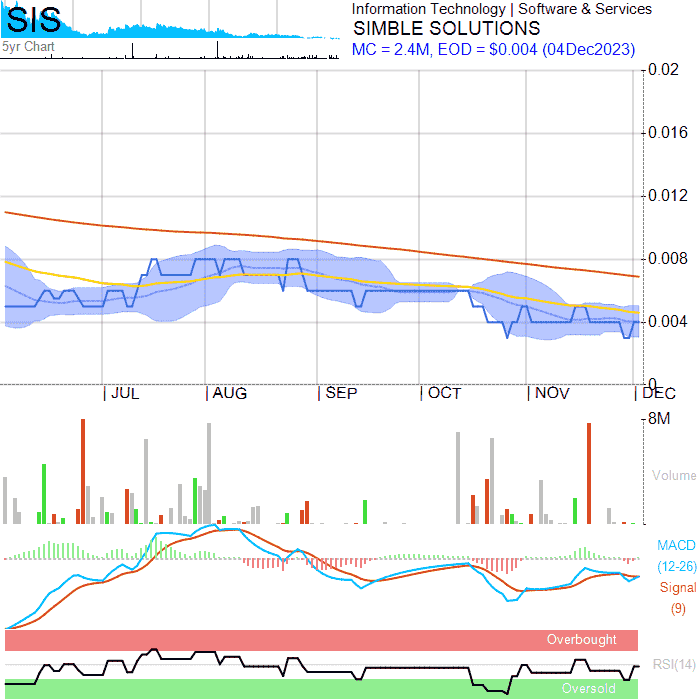 SIS
5yr Chart
Information Technology | Software & Services
SIMBLE SOLUTIONS
MC = 2.4M, EOD = $0.004 (04Dec2023)
0.02
0.016
0.012
0.008
0.004
0
JUL AUG SEP OCT NOV DEC
8M
Volume
MACD
(12-26)
Signal
(9)
Overbought
RSI(14)
Oversold